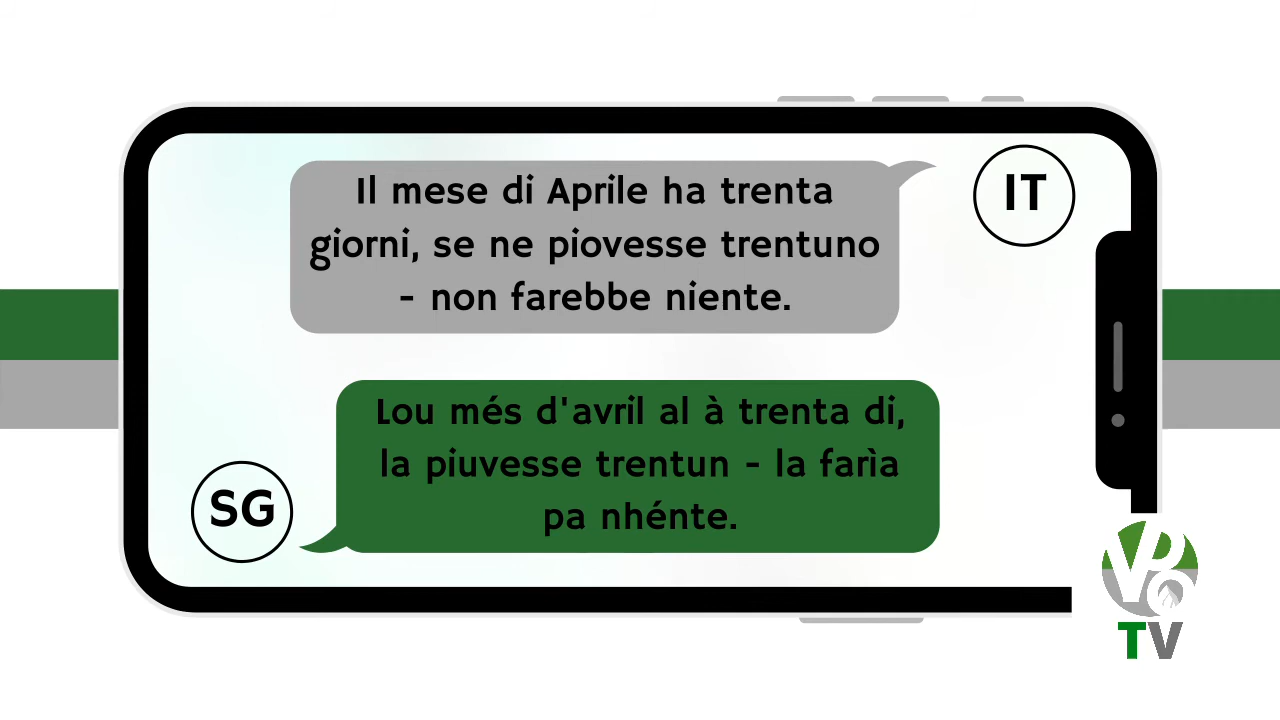 Il mese di Aprile ha trenta
giorni, se ne piovesse trentuno
- non farebbe niente.
IT
Lou més d'avril al à trenta di,
la piuvesse trentun - la farìa
pa nhénte.
SG
VPO
TV